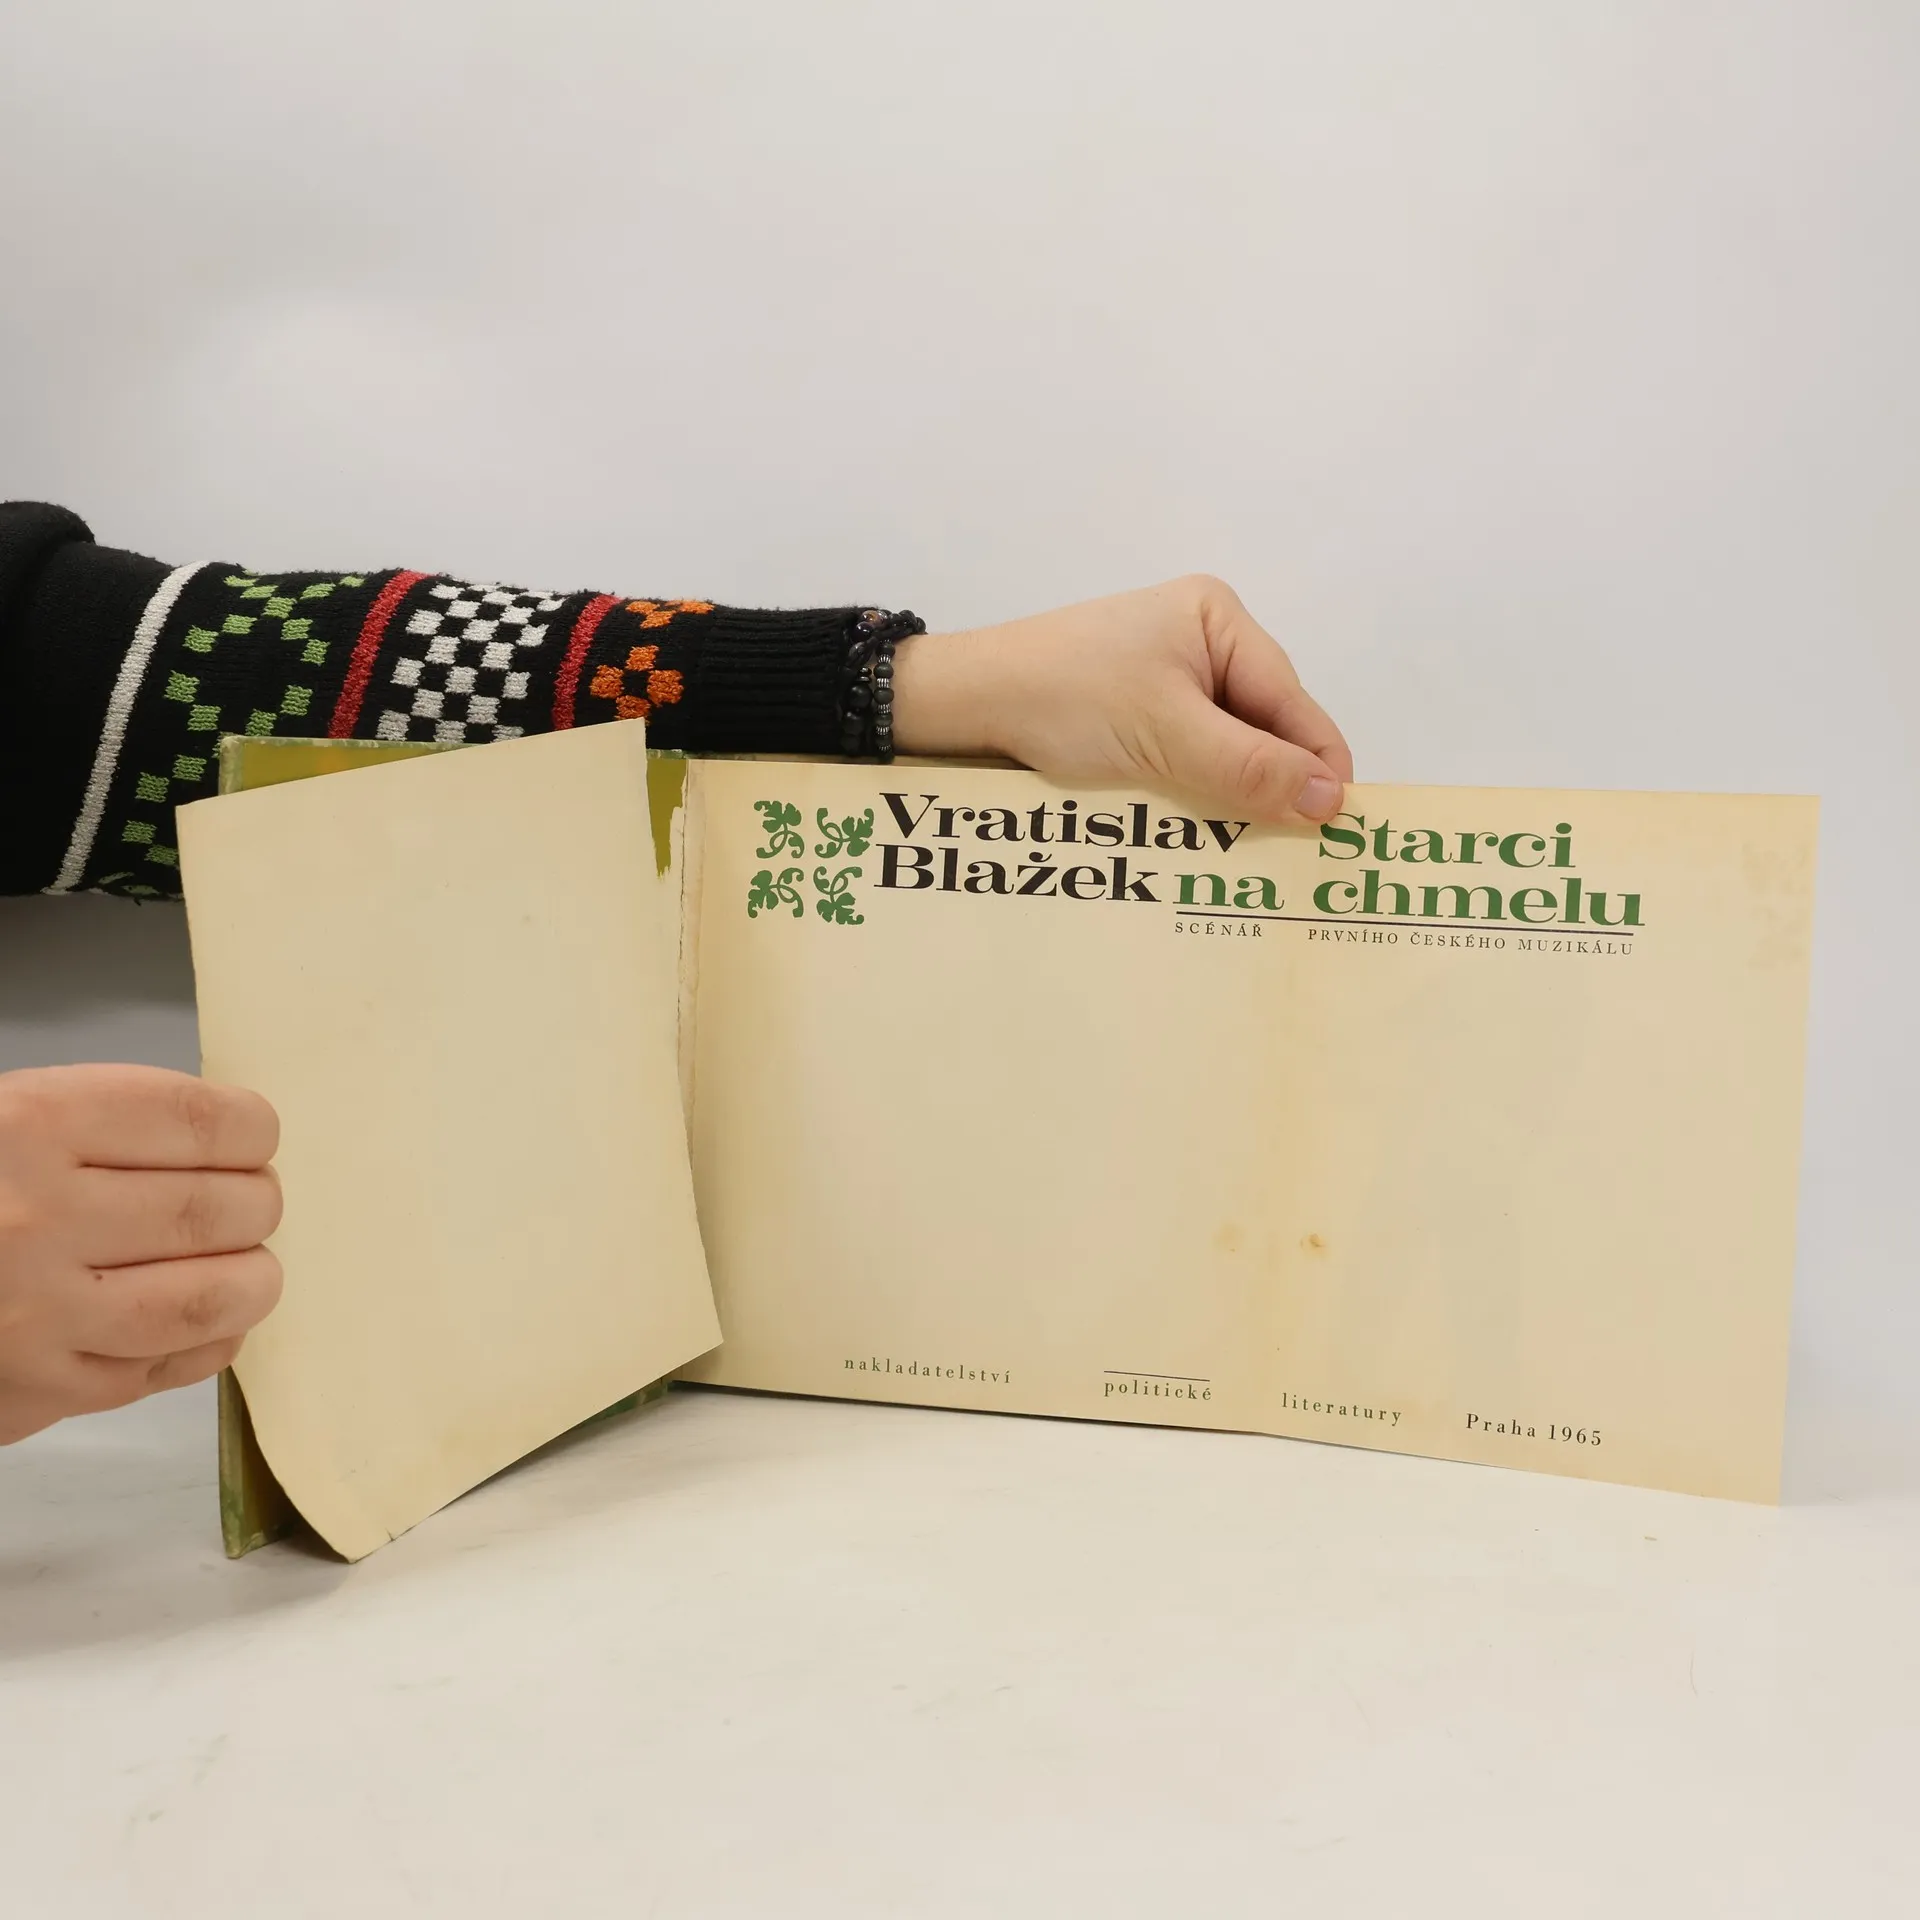 Vratislav Starci
Blažek na chmelu
SCÉNÁŘ PRVNÍHO ČESKÉHO MUZIKÁLU
nakladatelství politické literatury Praha 1965